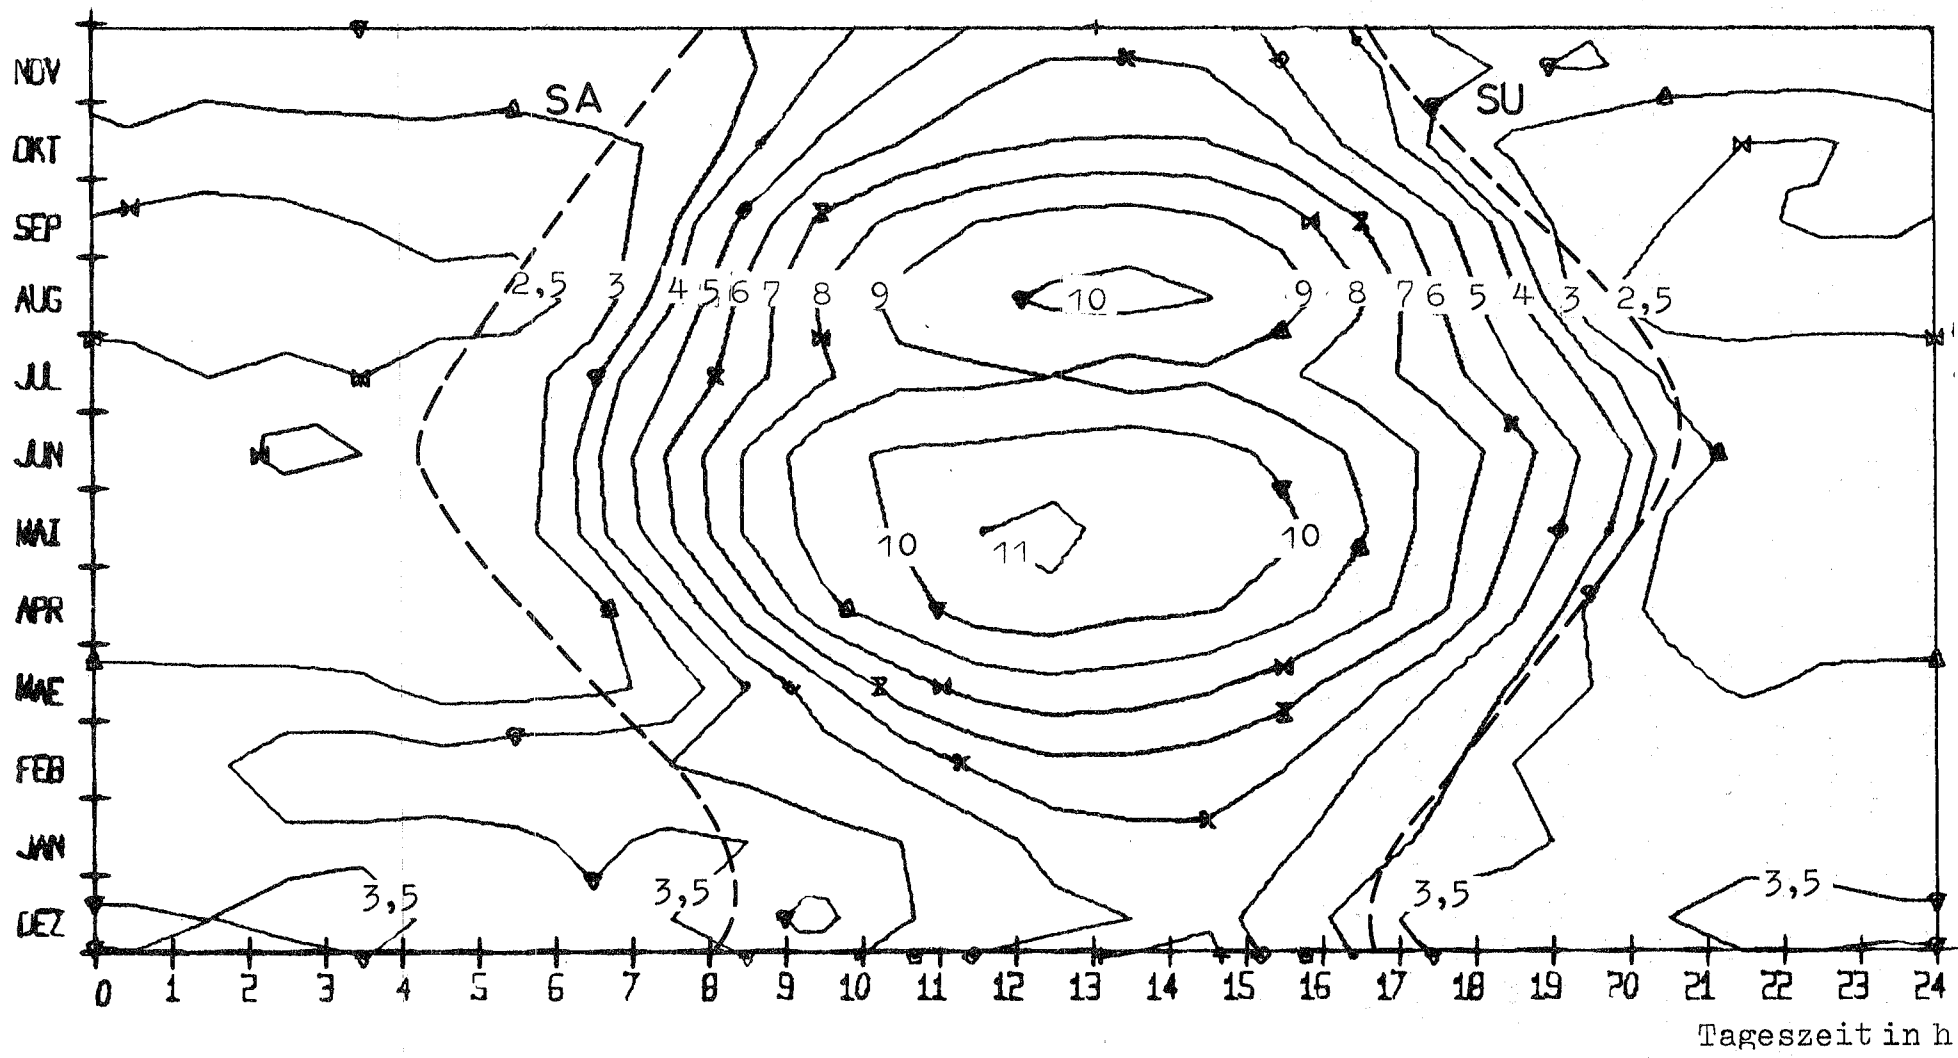 NOV
SA SU
OKT
SEP
2,5 3 4 5 6 7 8 9 10 9 8 7 6 5 4 3 2,5
AUG
JUL
JUN
MAI
10 11 10
APR
MAE
FEB
JAN
3,5 3,5 3,5 3,5
DEZ
0 1 2 3 4 5 6 7 8 9 10 11 12 13 14 15 16 17 18 19 20 21 22 23 24
Tageszeit in h